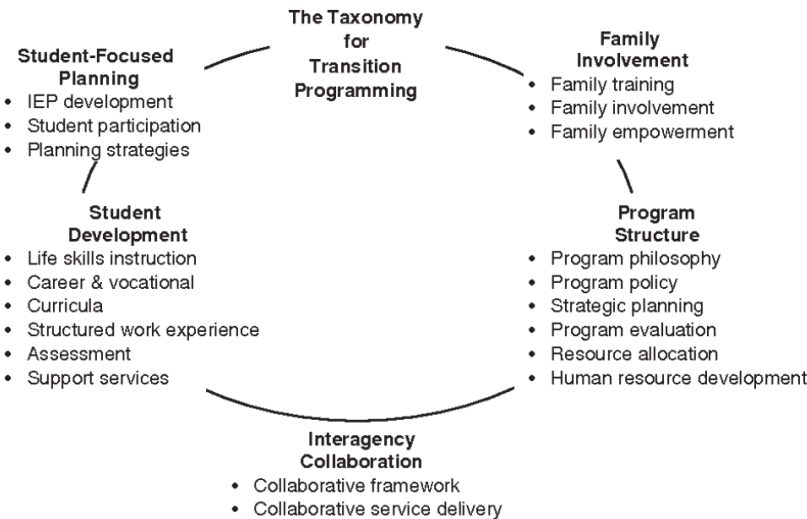 The Taxonomy
for
Transition
Programming
Student-Focused
Planning
• IEP development
• Student participation
• Planning strategies
Family
Involvement
• Family training
• Family involvement
• Family empowerment
Student
Development
• Life skills instruction
• Career & vocational
• Curricula
• Structured work experience
• Assessment
• Support services
Program
Structure
• Program philosophy
• Program policy
• Strategic planning
• Program evaluation
• Resource allocation
• Human resource development
Interagency
Collaboration
• Collaborative framework
• Collaborative service delivery